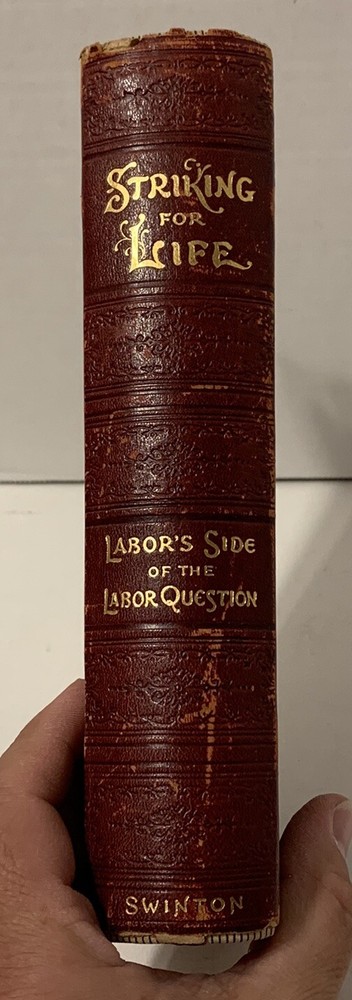 STRIKING
FOR
LIFE
LABOR'S SIDE
OF THE
LABOR QUESTION
SWINTON